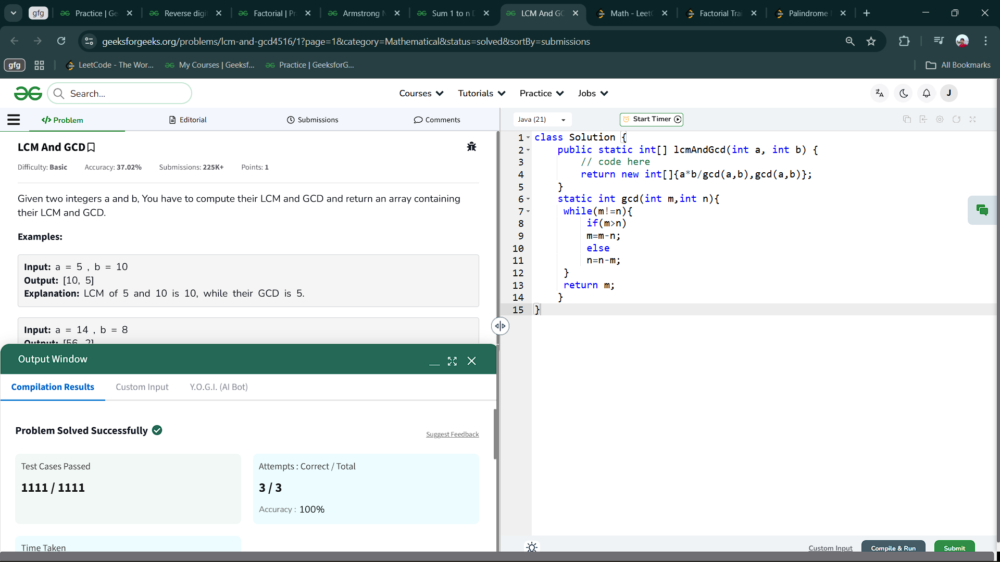 gfg
Practice | Ge
Reverse digi
Factorial | Pr
Armstrong N
Sum 1 to n D
LCM And GC
Math - LeetC
Factorial Trai
Palindrome
geeksforgeeks.org/problems/lcm-and-gcd4516/1?page=1&category=Mathematical&status=solved&sortBy=submissions
gfg
LeetCode - The Wor...
My Courses | Geeksf...
Practice | GeeksforG...
All Bookmarks
Search...
Courses
Tutorials
Practice
Jobs
J
</> Problem
Editorial
Submissions
Comments
Java (21)
Start Timer
LCM And GCD
Difficulty: Basic Accuracy: 37.02% Submissions: 225K+ Points: 1
Given two integers a and b, You have to compute their LCM and GCD and return an array containing
their LCM and GCD.
Examples:
Input: a = 5 , b = 10
Output: [10, 5]
Explanation: LCM of 5 and 10 is 10, while their GCD is 5.
Input: a = 14 , b = 8
Output: [56, 2]
Output Window
Compilation Results
Custom Input
Y.O.G.I. (AI Bot)
Problem Solved Successfully
Suggest Feedback
Test Cases Passed
1111 / 1111
Attempts : Correct / Total
3 / 3
Accuracy : 100%
Time Taken
1 class Solution {
2 public static int[] lcmAndGcd(int a, int b) {
3 // code here
4 return new int[]{a*b/gcd(a,b),gcd(a,b)};
5 }
6 static int gcd(int m,int n){
7 while(m!=n){
8 if(m>n)
9 m=m-n;
10 else
11 n=n-m;
12 }
13 return m;
14 }
15 }
Custom Input
Compile & Run
Submit